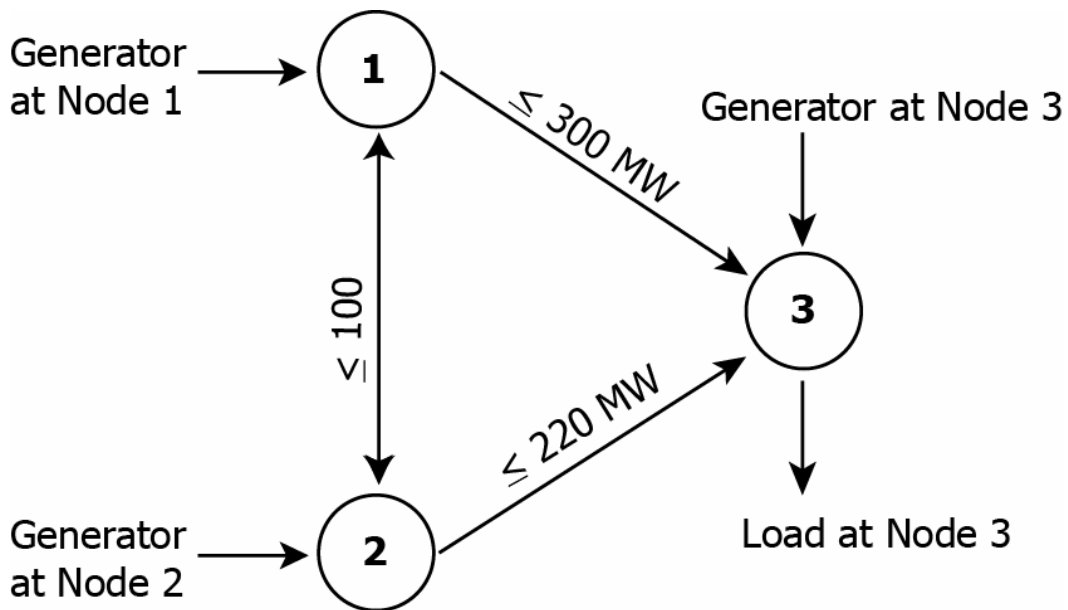 Generator
at Node 1
1
≤ 300 MW
Generator at Node 3
≤ 100
3
≤ 220 MW
Generator
at Node 2
2
Load at Node 3